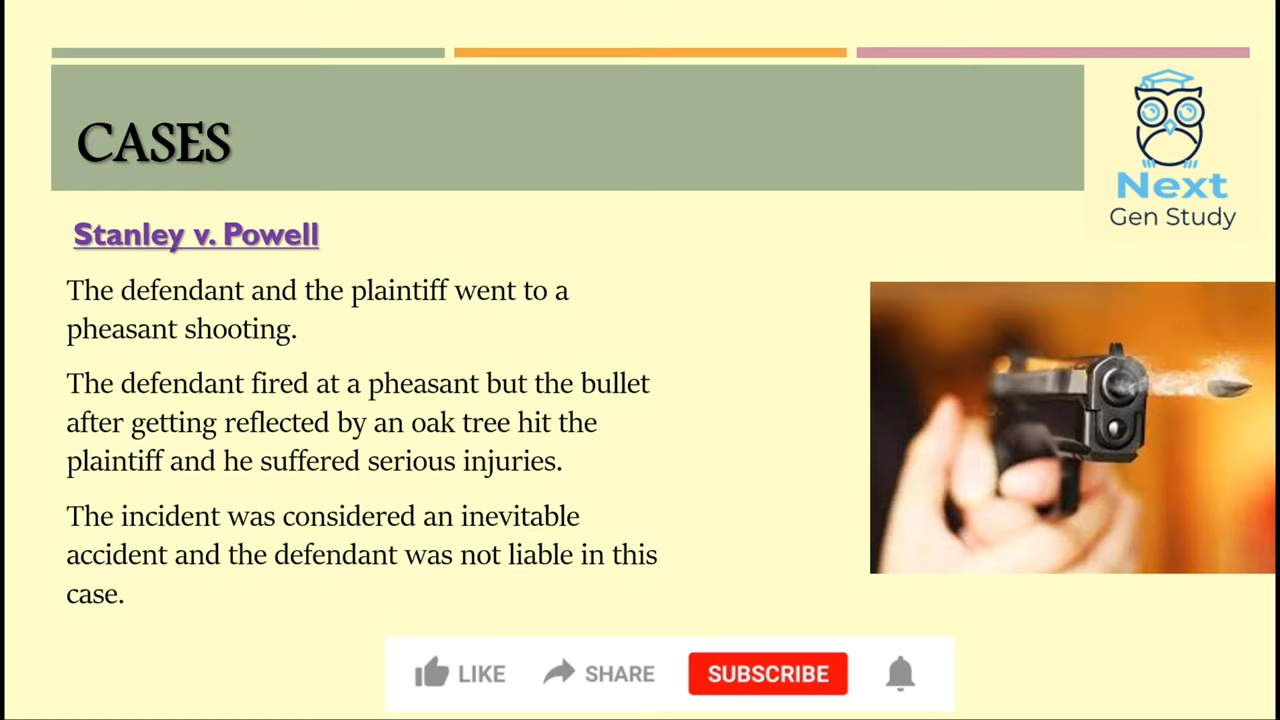 CASES
Next
Gen Study
Stanley v. Powell
The defendant and the plaintiff went to a
pheasant shooting.
The defendant fired at a pheasant but the bullet
after getting reflected by an oak tree hit the
plaintiff and he suffered serious injuries.
The incident was considered an inevitable
accident and the defendant was not liable in this
case.
LIKE SHARE SUBSCRIBE